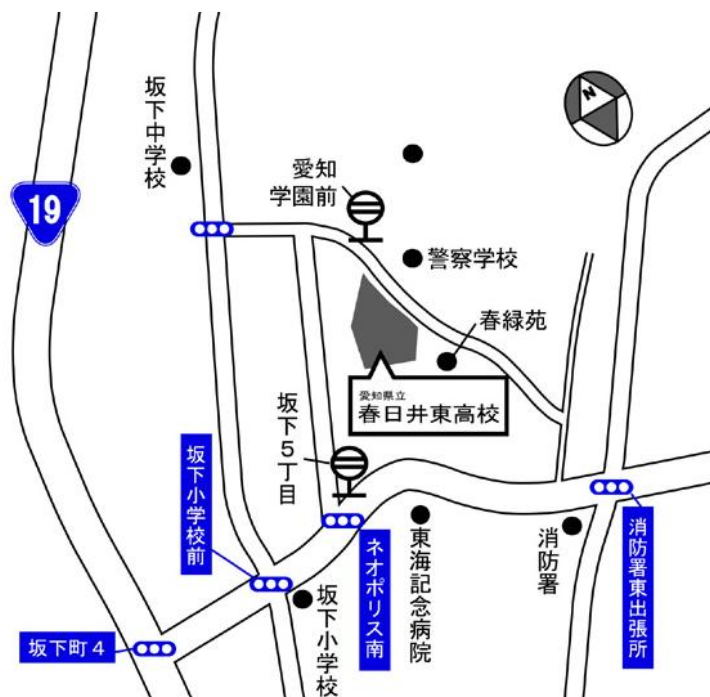 坂下中学校
愛知
学園前
N
19
警察学校
春緑苑
愛知県立
春日井東高校
坂下5丁目
坂下小学校前
ネオポリス南
東海記念病院
消防署
消防署東出張所
坂下小学校
坂下町4